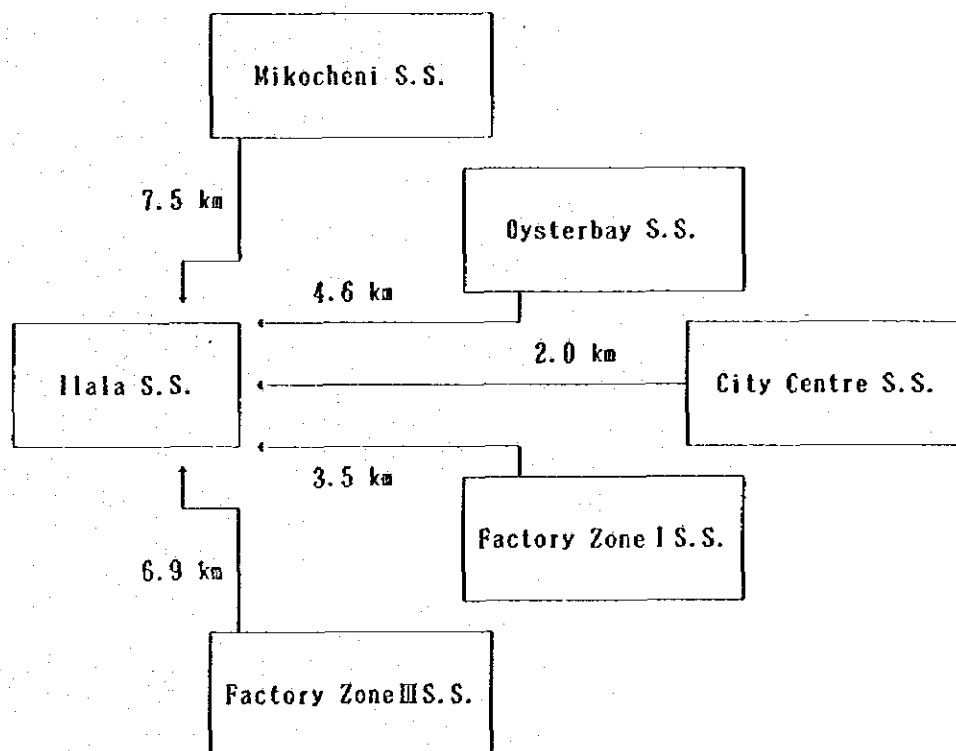 Mikocheni S.S.
7.5 km
Oysterbay S.S.
4.6 km
2.0 km
Ilala S.S.
City Centre S.S.
3.5 km
Factory Zone I S.S.
6.9 km
Factory Zone III S.S.